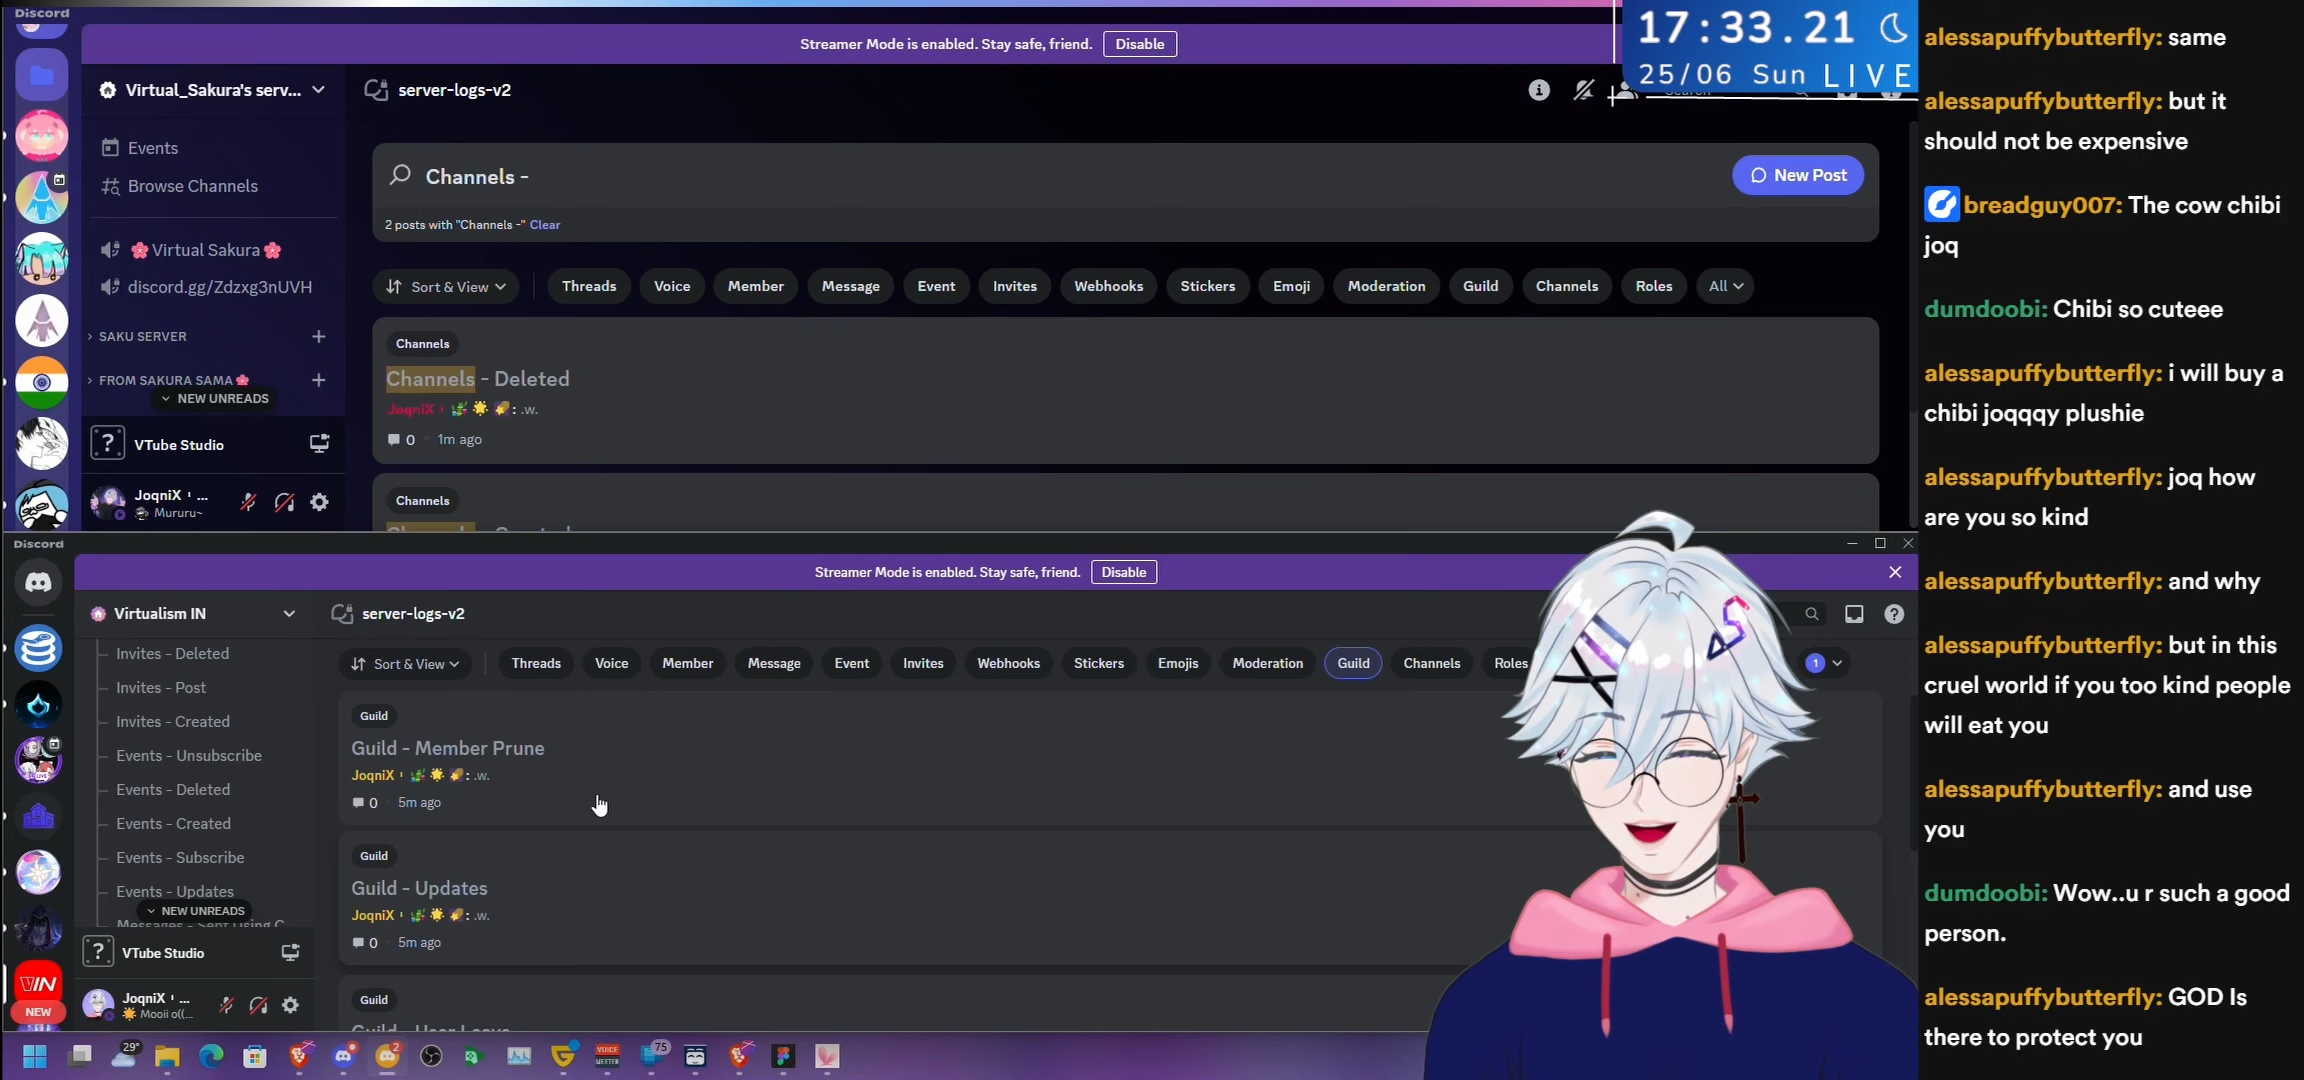 Discord
Streamer Mode is enabled. Stay safe, friend. Disable
17:33.21
25/06 Sun LIVE
Virtual_Sakura's serv...
server-logs-v2
Events
Browse Channels
Channels -
New Post
2 posts with "Channels -" Clear
Virtual Sakura
discord.gg/Zdzxg3nUVH
Sort & View
Threads
Voice
Member
Message
Event
Invites
Webhooks
Stickers
Emoji
Moderation
Guild
Channels
Roles
All
SAKU SERVER
FROM SAKURA SAMA
NEW UNREADS
Channels
Channels - Deleted
JoqniX : .w.
0 • 1m ago
Channels
VTube Studio
JoqniX ...
Mururu~
Discord
Streamer Mode is enabled. Stay safe, friend. Disable
Virtualism IN
server-logs-v2
Invites - Deleted
Invites - Post
Invites - Created
Events - Unsubscribe
Events - Deleted
Events - Created
Events - Subscribe
Events - Updates
NEW UNREADS
Sort & View
Threads
Voice
Member
Message
Event
Invites
Webhooks
Stickers
Emojis
Moderation
Guild
Channels
Roles
1
Guild
Guild - Member Prune
JoqniX : .w.
0 • 5m ago
Guild
Guild - Updates
JoqniX : .w.
0 • 5m ago
Guild
VTube Studio
JoqniX ...
Mooii o((...
VIN
NEW
29°
2
VOICE
MEETER
75
alessapuffybutterfly: same
alessapuffybutterfly: but it
should not be expensive
breadguy007: The cow chibi
joq
dumdoobi: Chibi so cuteee
alessapuffybutterfly: i will buy a
chibi joqqqy plushie
alessapuffybutterfly: joq how
are you so kind
alessapuffybutterfly: and why
alessapuffybutterfly: but in this
cruel world if you too kind people
will eat you
alessapuffybutterfly: and use
you
dumdoobi: Wow..u r such a good
person.
alessapuffybutterfly: GOD Is
there to protect you